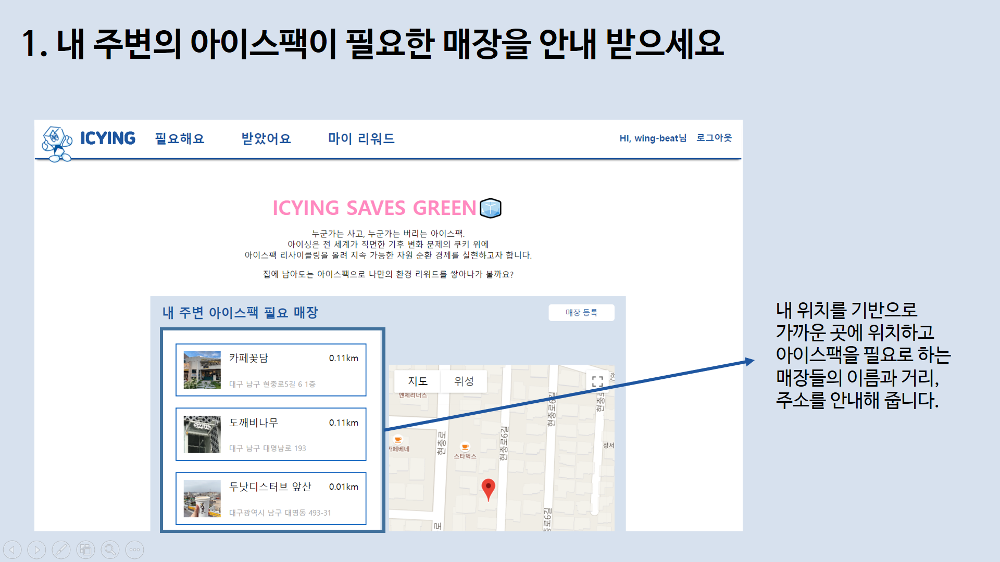 1. 내 주변의 아이스팩이 필요한 매장을 안내 받으세요
ICYING 필요해요 받았어요 마이 리워드 HI, wing-beat님 로그아웃
ICYING SAVES GREEN
누군가는 사고, 누군가는 버리는 아이스팩.
아이싱은 전 세계가 직면한 기후 변화 문제의 쿠키 위에
아이스팩 리사이클링을 올려 지속 가능한 자원 순환 경제를 실현하고자 합니다.
집에 남아도는 아이스팩으로 나만의 환경 리워드를 쌓아나가 볼까요?
내 주변 아이스팩 필요 매장
매장 등록
카페꽃담 0.11km
대구 남구 현충로5길 6 1층
도깨비나무 0.11km
대구 남구 대명남로 193
두낫디스터브 앞산 0.01km
대구광역시 남구 대명동 493-31
지도 위성
엔제리너스
현충로6길
현충로
카페베네
스타벅스
현충로6길
성서
내 위치를 기반으로
가까운 곳에 위치하고
아이스팩을 필요로 하는
매장들의 이름과 거리,
주소를 안내해 줍니다.